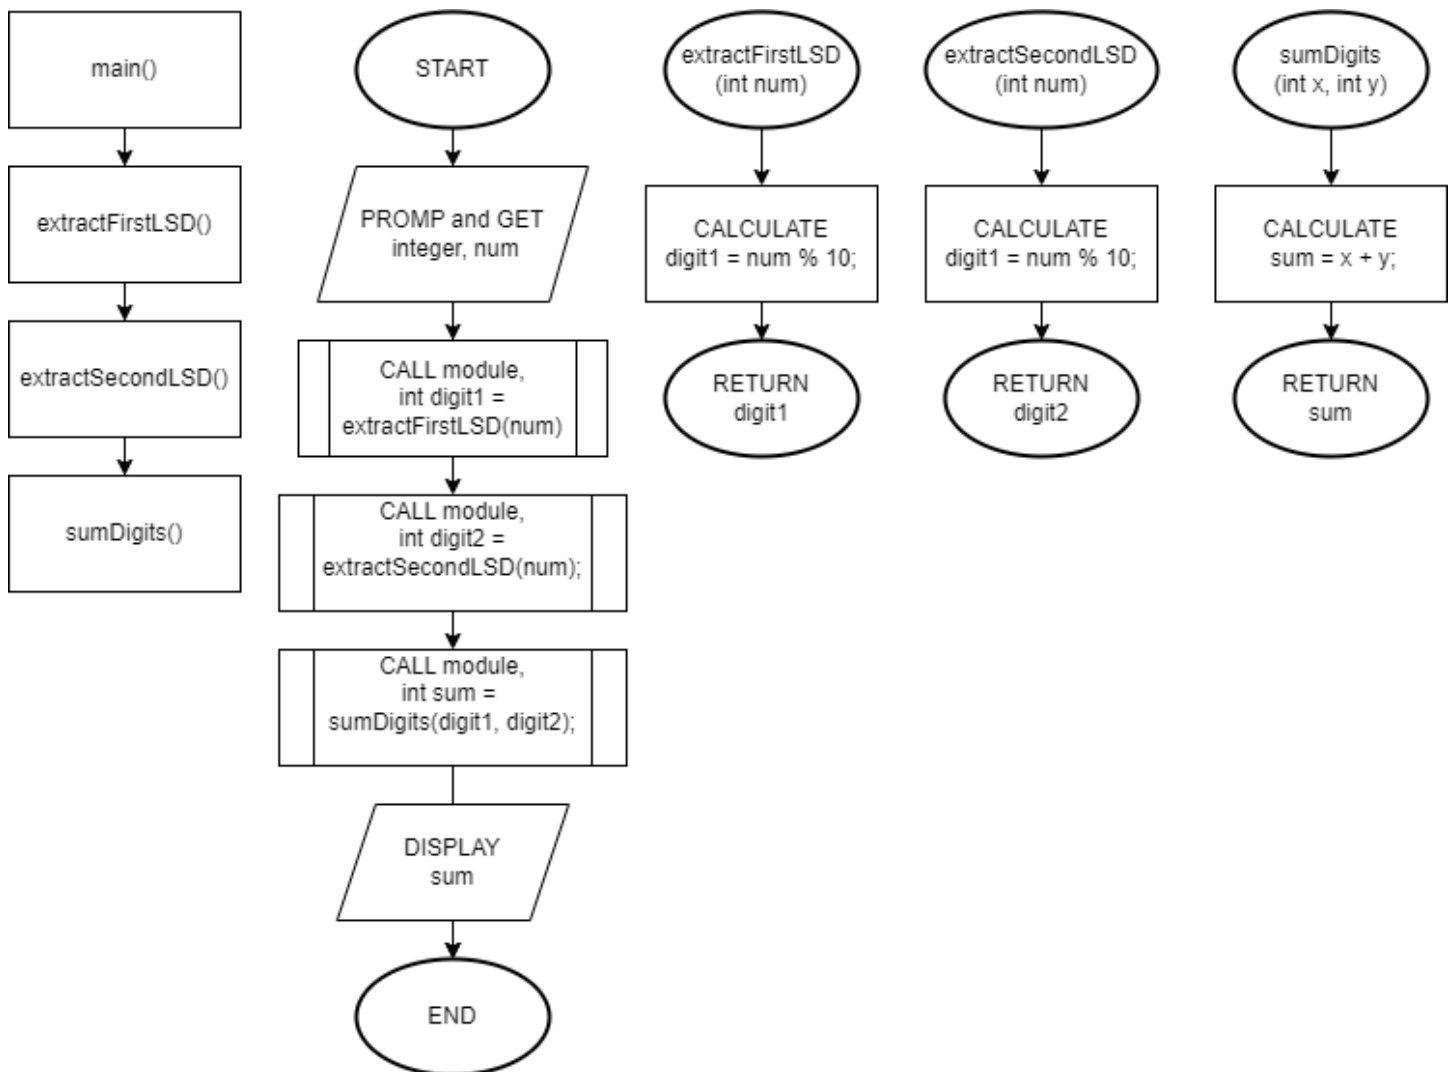 main()
extractFirstLSD()
extractSecondLSD()
sumDigits()
START
PROMP and GET
integer, num
CALL module,
int digit1 =
extractFirstLSD(num)
CALL module,
int digit2 =
extractSecondLSD(num);
CALL module,
int sum =
sumDigits(digit1, digit2);
DISPLAY
sum
END
extractFirstLSD
(int num)
CALCULATE
digit1 = num % 10;
RETURN
digit1
extractSecondLSD
(int num)
CALCULATE
digit1 = num % 10;
RETURN
digit2
sumDigits
(int x, int y)
CALCULATE
sum = x + y;
RETURN
sum